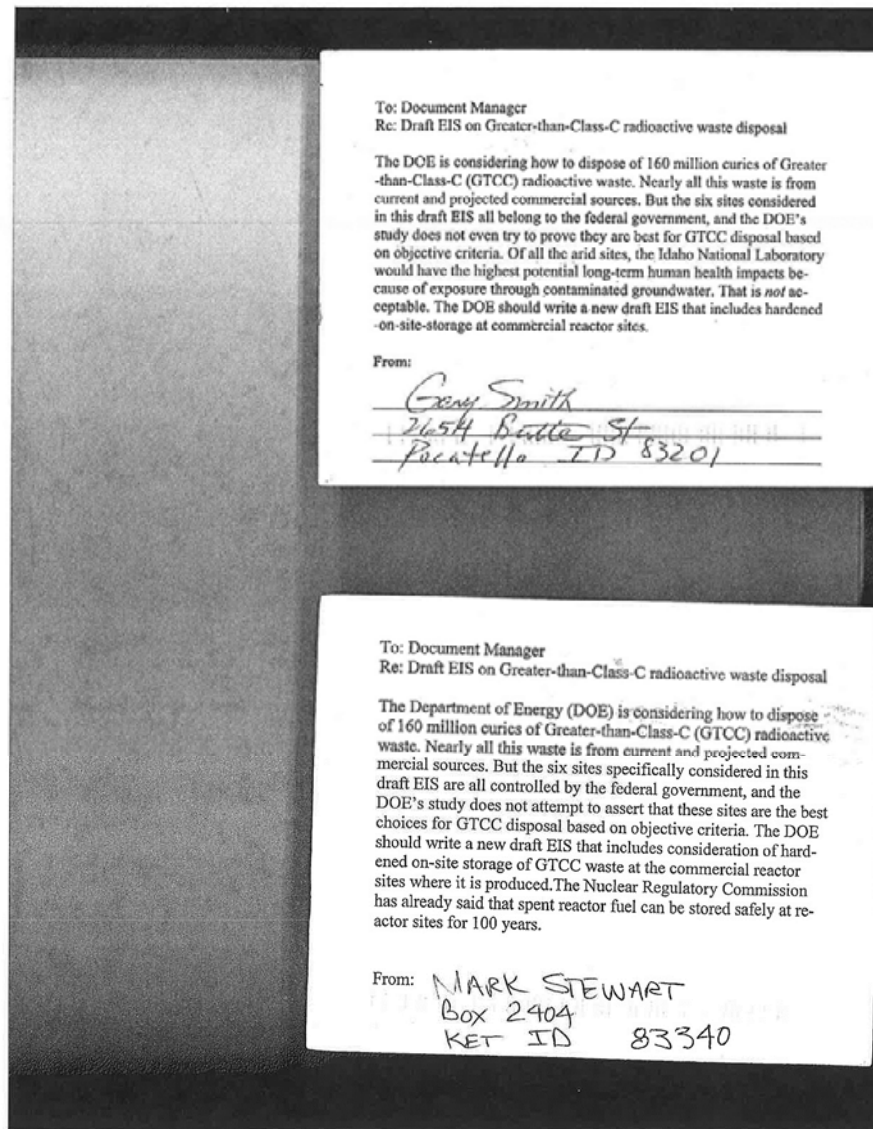 To: Document Manager
Re: Draft EIS on Greater-than-Class-C radioactive waste disposal
The DOE is considering how to dispose of 160 million curies of Greater
-than-Class-C (GTCC) radioactive waste. Nearly all this waste is from
current and projected commercial sources. But the six sites considered
in this draft EIS all belong to the federal government, and the DOE's
study does not even try to prove they are best for GTCC disposal based
on objective criteria. Of all the arid sites, the Idaho National Laboratory
would have the highest potential long-term human health impacts be-
cause of exposure through contaminated groundwater. That is not ac-
ceptable. The DOE should write a new draft EIS that includes hardened
-on-site-storage at commercial reactor sites.
From:
Gary Smith
2654 Butte St
Pocatello ID 83201
To: Document Manager
Re: Draft EIS on Greater-than-Class-C radioactive waste disposal
The Department of Energy (DOE) is considering how to dispose
of 160 million curies of Greater-than-Class-C (GTCC) radioactive
waste. Nearly all this waste is from current and projected com-
mercial sources. But the six sites specifically considered in this
draft EIS are all controlled by the federal government, and the
DOE's study does not attempt to assert that these sites are the best
choices for GTCC disposal based on objective criteria. The DOE
should write a new draft EIS that includes consideration of hard-
ened on-site storage of GTCC waste at the commercial reactor
sites where it is produced.The Nuclear Regulatory Commission
has already said that spent reactor fuel can be stored safely at re-
actor sites for 100 years.
From: MARK STEWART
Box 2404
KET ID 83340